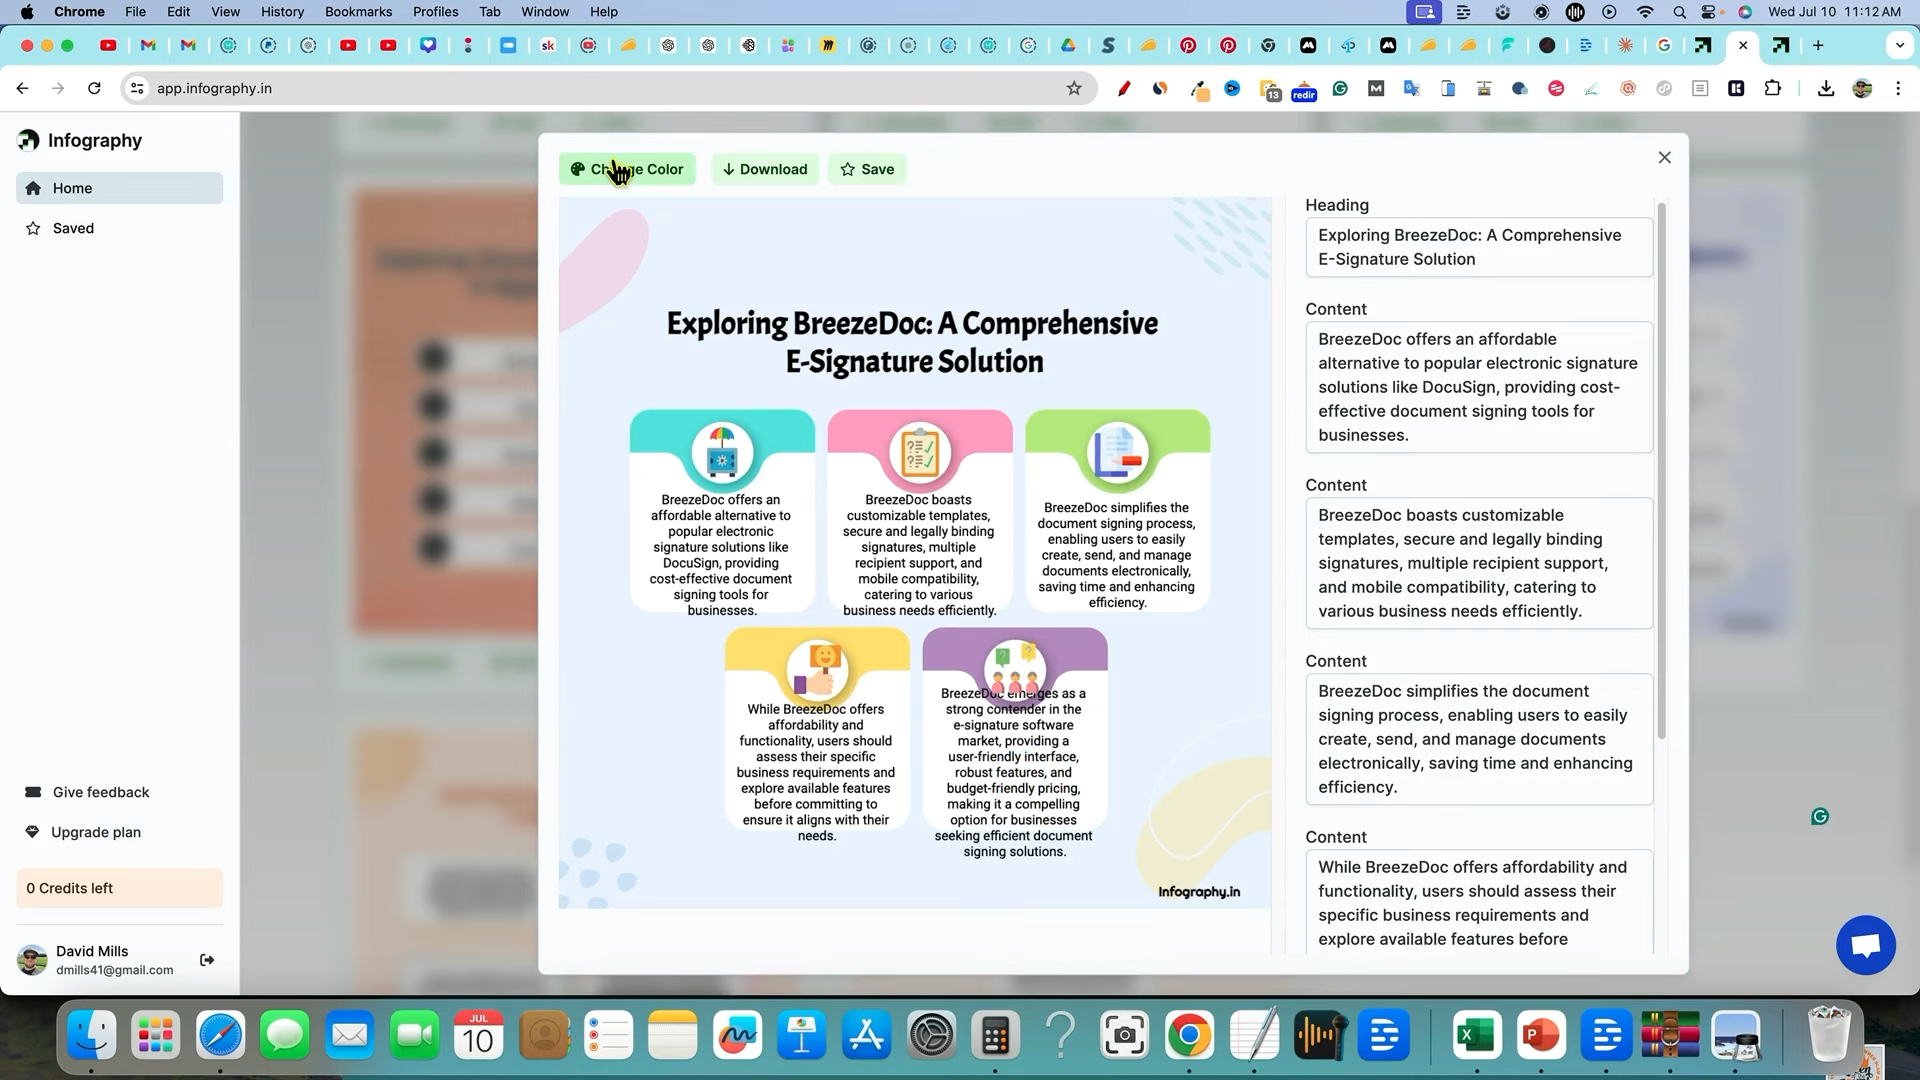 Chrome File Edit View History Bookmarks Profiles Tab Window Help Wed Jul 10 11:12 AM
app.infography.in 13 redir
Infography
Home
Saved
Give feedback
Upgrade plan
0 Credits left
David Mills
dmills41@gmail.com
Download Save
Exploring BreezeDoc: A Comprehensive
E-Signature Solution
BreezeDoc offers an
affordable alternative to
popular electronic
signature solutions like
DocuSign, providing
cost-effective document
signing tools for
businesses.
BreezeDoc boasts
customizable templates,
secure and legally binding
signatures, multiple
recipient support, and
mobile compatibility,
catering to various
business needs efficiently.
BreezeDoc simplifies the
document signing process,
enabling users to easily
create, send, and manage
documents electronically,
saving time and enhancing
efficiency.
While BreezeDoc offers
affordability and
functionality, users should
assess their specific
business requirements and
explore available features
before committing to
ensure it aligns with their
needs.
BreezeDoc emerges as a
strong contender in the
e-signature software
market, providing a
user-friendly interface,
robust features, and
budget-friendly pricing,
making it a compelling
option for businesses
seeking efficient document
signing solutions.
Infography.in
Heading
Exploring BreezeDoc: A Comprehensive
E-Signature Solution
Content
BreezeDoc offers an affordable
alternative to popular electronic signature
solutions like DocuSign, providing cost-
effective document signing tools for
businesses.
Content
BreezeDoc boasts customizable
templates, secure and legally binding
signatures, multiple recipient support,
and mobile compatibility, catering to
various business needs efficiently.
Content
BreezeDoc simplifies the document
signing process, enabling users to easily
create, send, and manage documents
electronically, saving time and enhancing
efficiency.
Content
While BreezeDoc offers affordability and
functionality, users should assess their
specific business requirements and
explore available features before
JUL
10